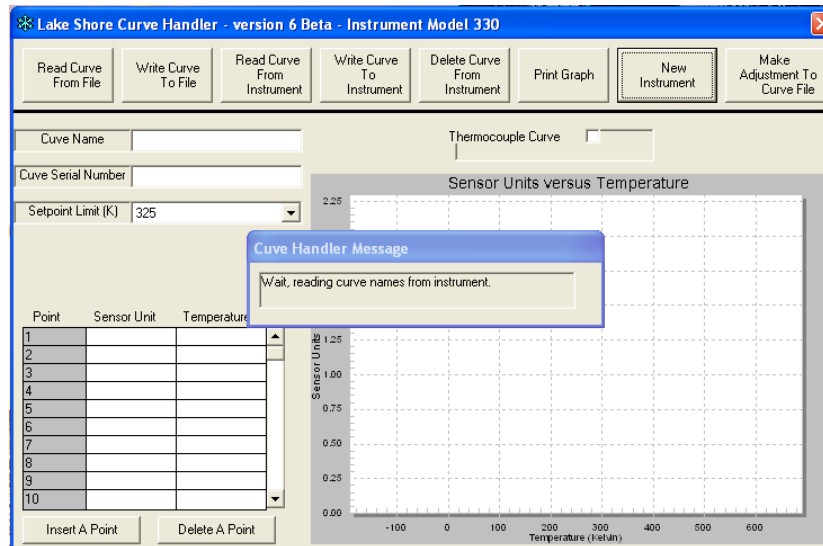 Lake Shore Curve Handler - version 6 Beta - Instrument Model 330
Read Curve
From File
Write Curve
To File
Read Curve
From
Instrument
Write Curve
To
Instrument
Delete Curve
From
Instrument
Print Graph
New
Instrument
Make
Adjustment To
Curve File
Cuve Name
Thermocouple Curve
Cuve Serial Number
Setpoint Limit (K) 325
Sensor Units versus Temperature
2.25
Cuve Handler Message
Wait, reading curve names from instrument.
Point Sensor Unit Temperature
1
2
3
4
5
6
7
8
9
10
Sensor Units
1.25
1.00
0.75
0.50
0.25
0.00
-100 0 100 200 300 400 500 600
Temperature (Kelvin)
Insert A Point Delete A Point